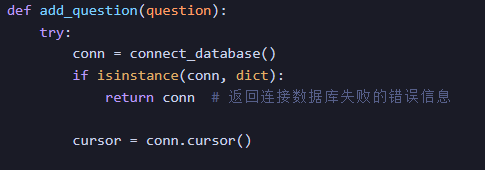 def add_question(question):
    try:
        conn = connect_database()
        if isinstance(conn, dict):
            return conn  # 返回连接数据库失败的错误信息
        cursor = conn.cursor()